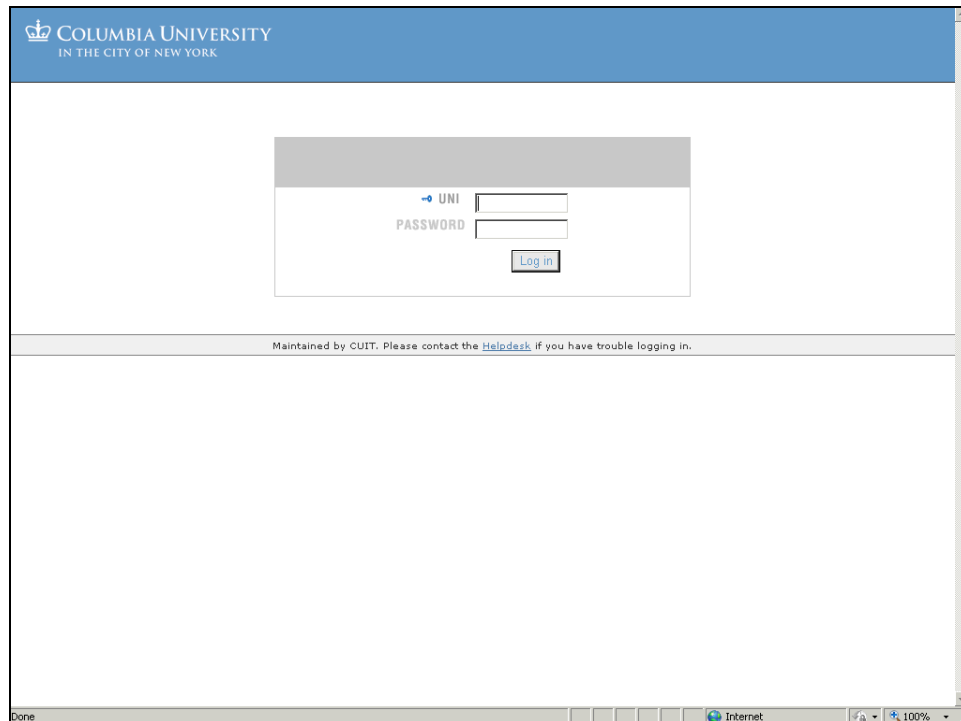 COLUMBIA UNIVERSITY
IN THE CITY OF NEW YORK
UNI
PASSWORD
Log in
Maintained by CUIT. Please contact the Helpdesk if you have trouble logging in.
Done Internet 100%